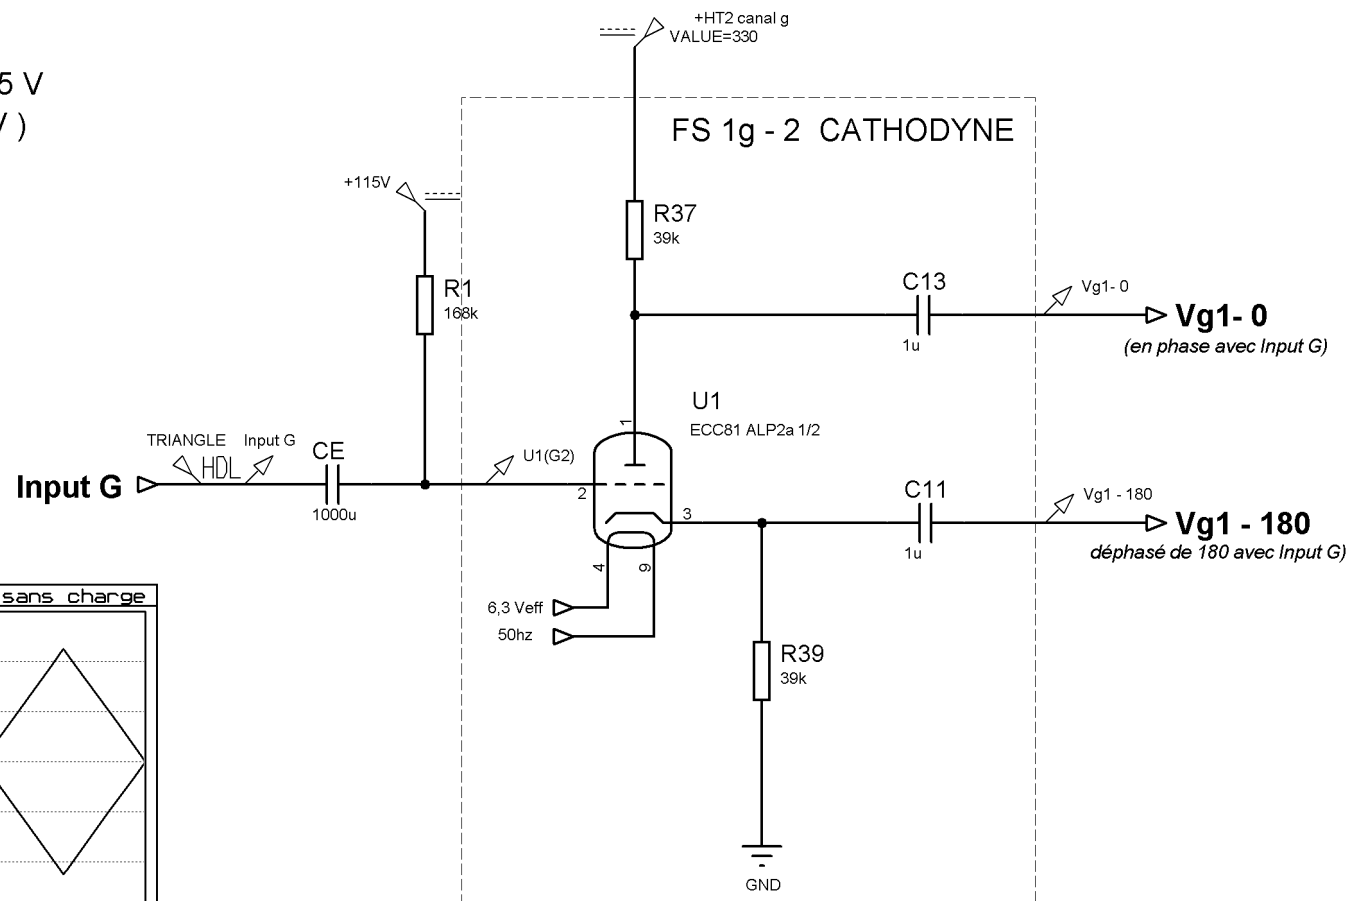 +HT2 canal g
VALUE=330
5 V
V )
FS 1g - 2 CATHODYNE
+115V
R37
39k
R1
168k
C13
1u
Vg1- 0
Vg1- 0
(en phase avec Input G)
U1
ECC81 ALP2a 1/2
1
TRIANGLE
Input G
HDL
CE
1000u
U1(G2)
Input G
2
3
C11
1u
Vg1 - 180
Vg1 - 180
déphasé de 180 avec Input G)
4
9
6,3 Veff
50hz
sans charge
R39
39k
GND